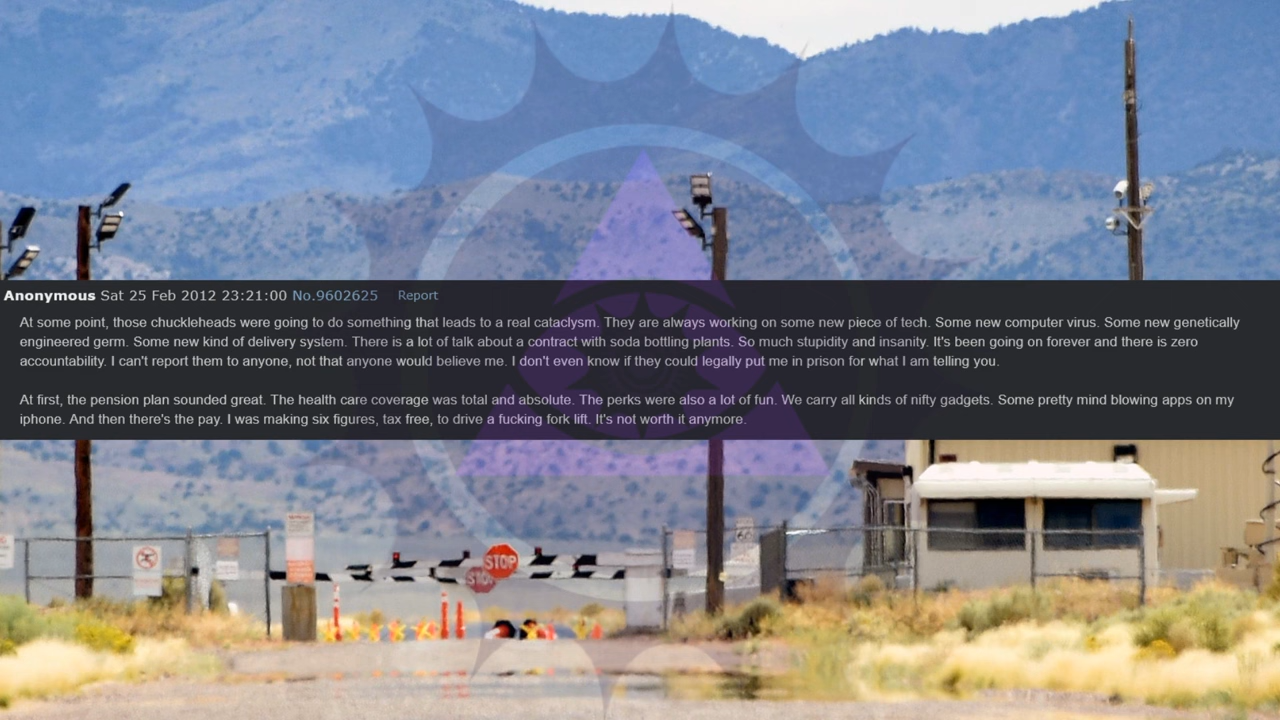 Anonymous Sat 25 Feb 2012 23:21:00 No.9602625 Report
At some point, those chuckleheads were going to do something that leads to a real cataclysm. They are always working on some new piece of tech. Some new computer virus. Some new genetically
engineered germ. Some new kind of delivery system. There is a lot of talk about a contract with soda bottling plants. So much stupidity and insanity. It's been going on forever and there is zero
accountability. I can't report them to anyone, not that anyone would believe me. I don't even know if they could legally put me in prison for what I am telling you.
At first, the pension plan sounded great. The health care coverage was total and absolute. The perks were also a lot of fun. We carry all kinds of nifty gadgets. Some pretty mind blowing apps on my
iphone. And then there's the pay. I was making six figures, tax free, to drive a fucking fork lift. It's not worth it anymore.
STOP
STOP